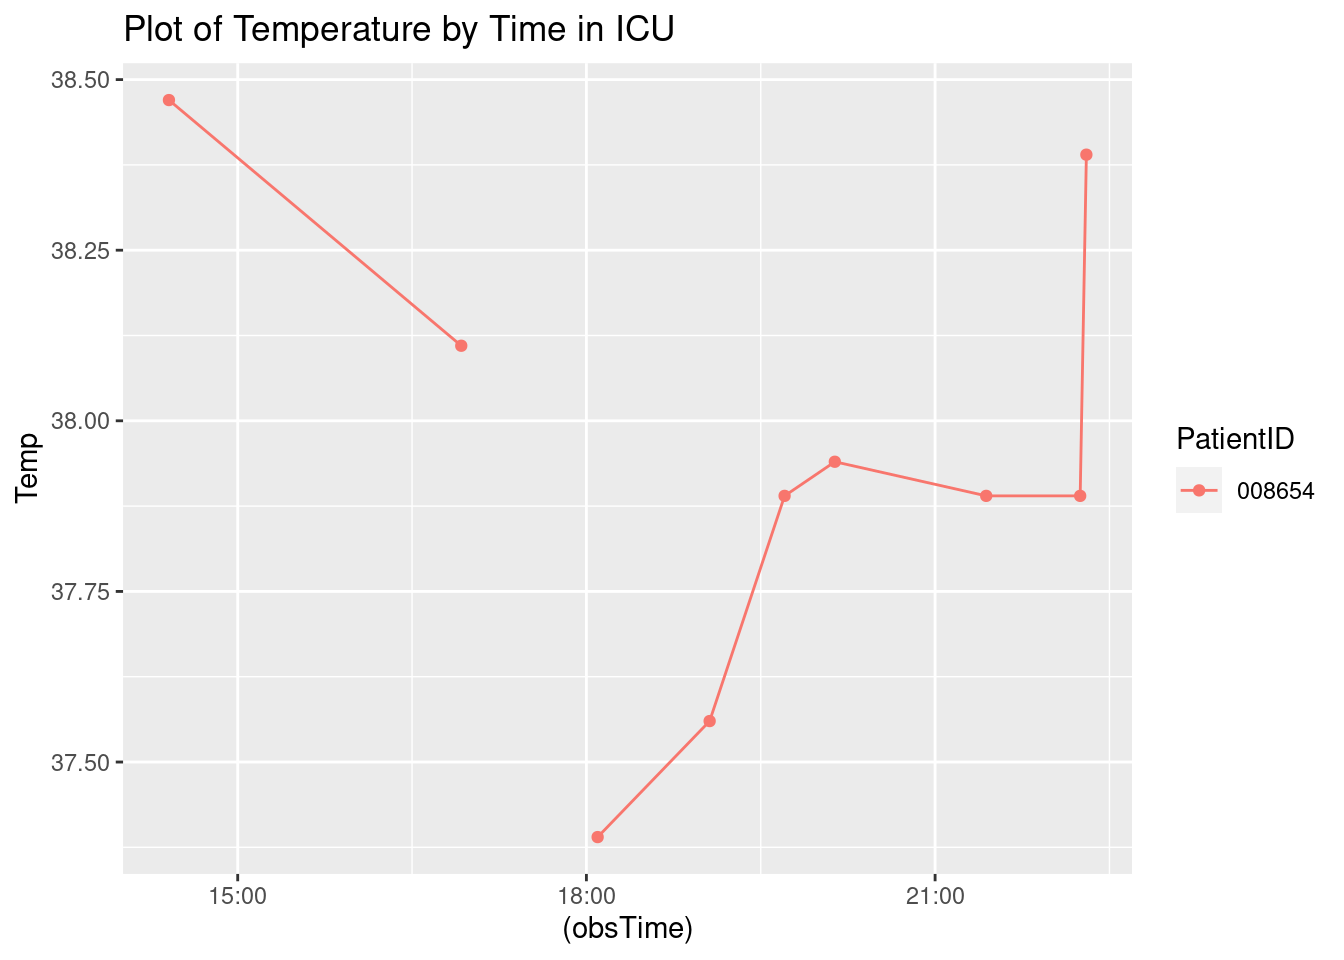 Plot of Temperature by Time in ICU
38.50
38.25
38.00
37.75
37.50
Temp
15:00 18:00 21:00
(obsTime)
PatientID
008654